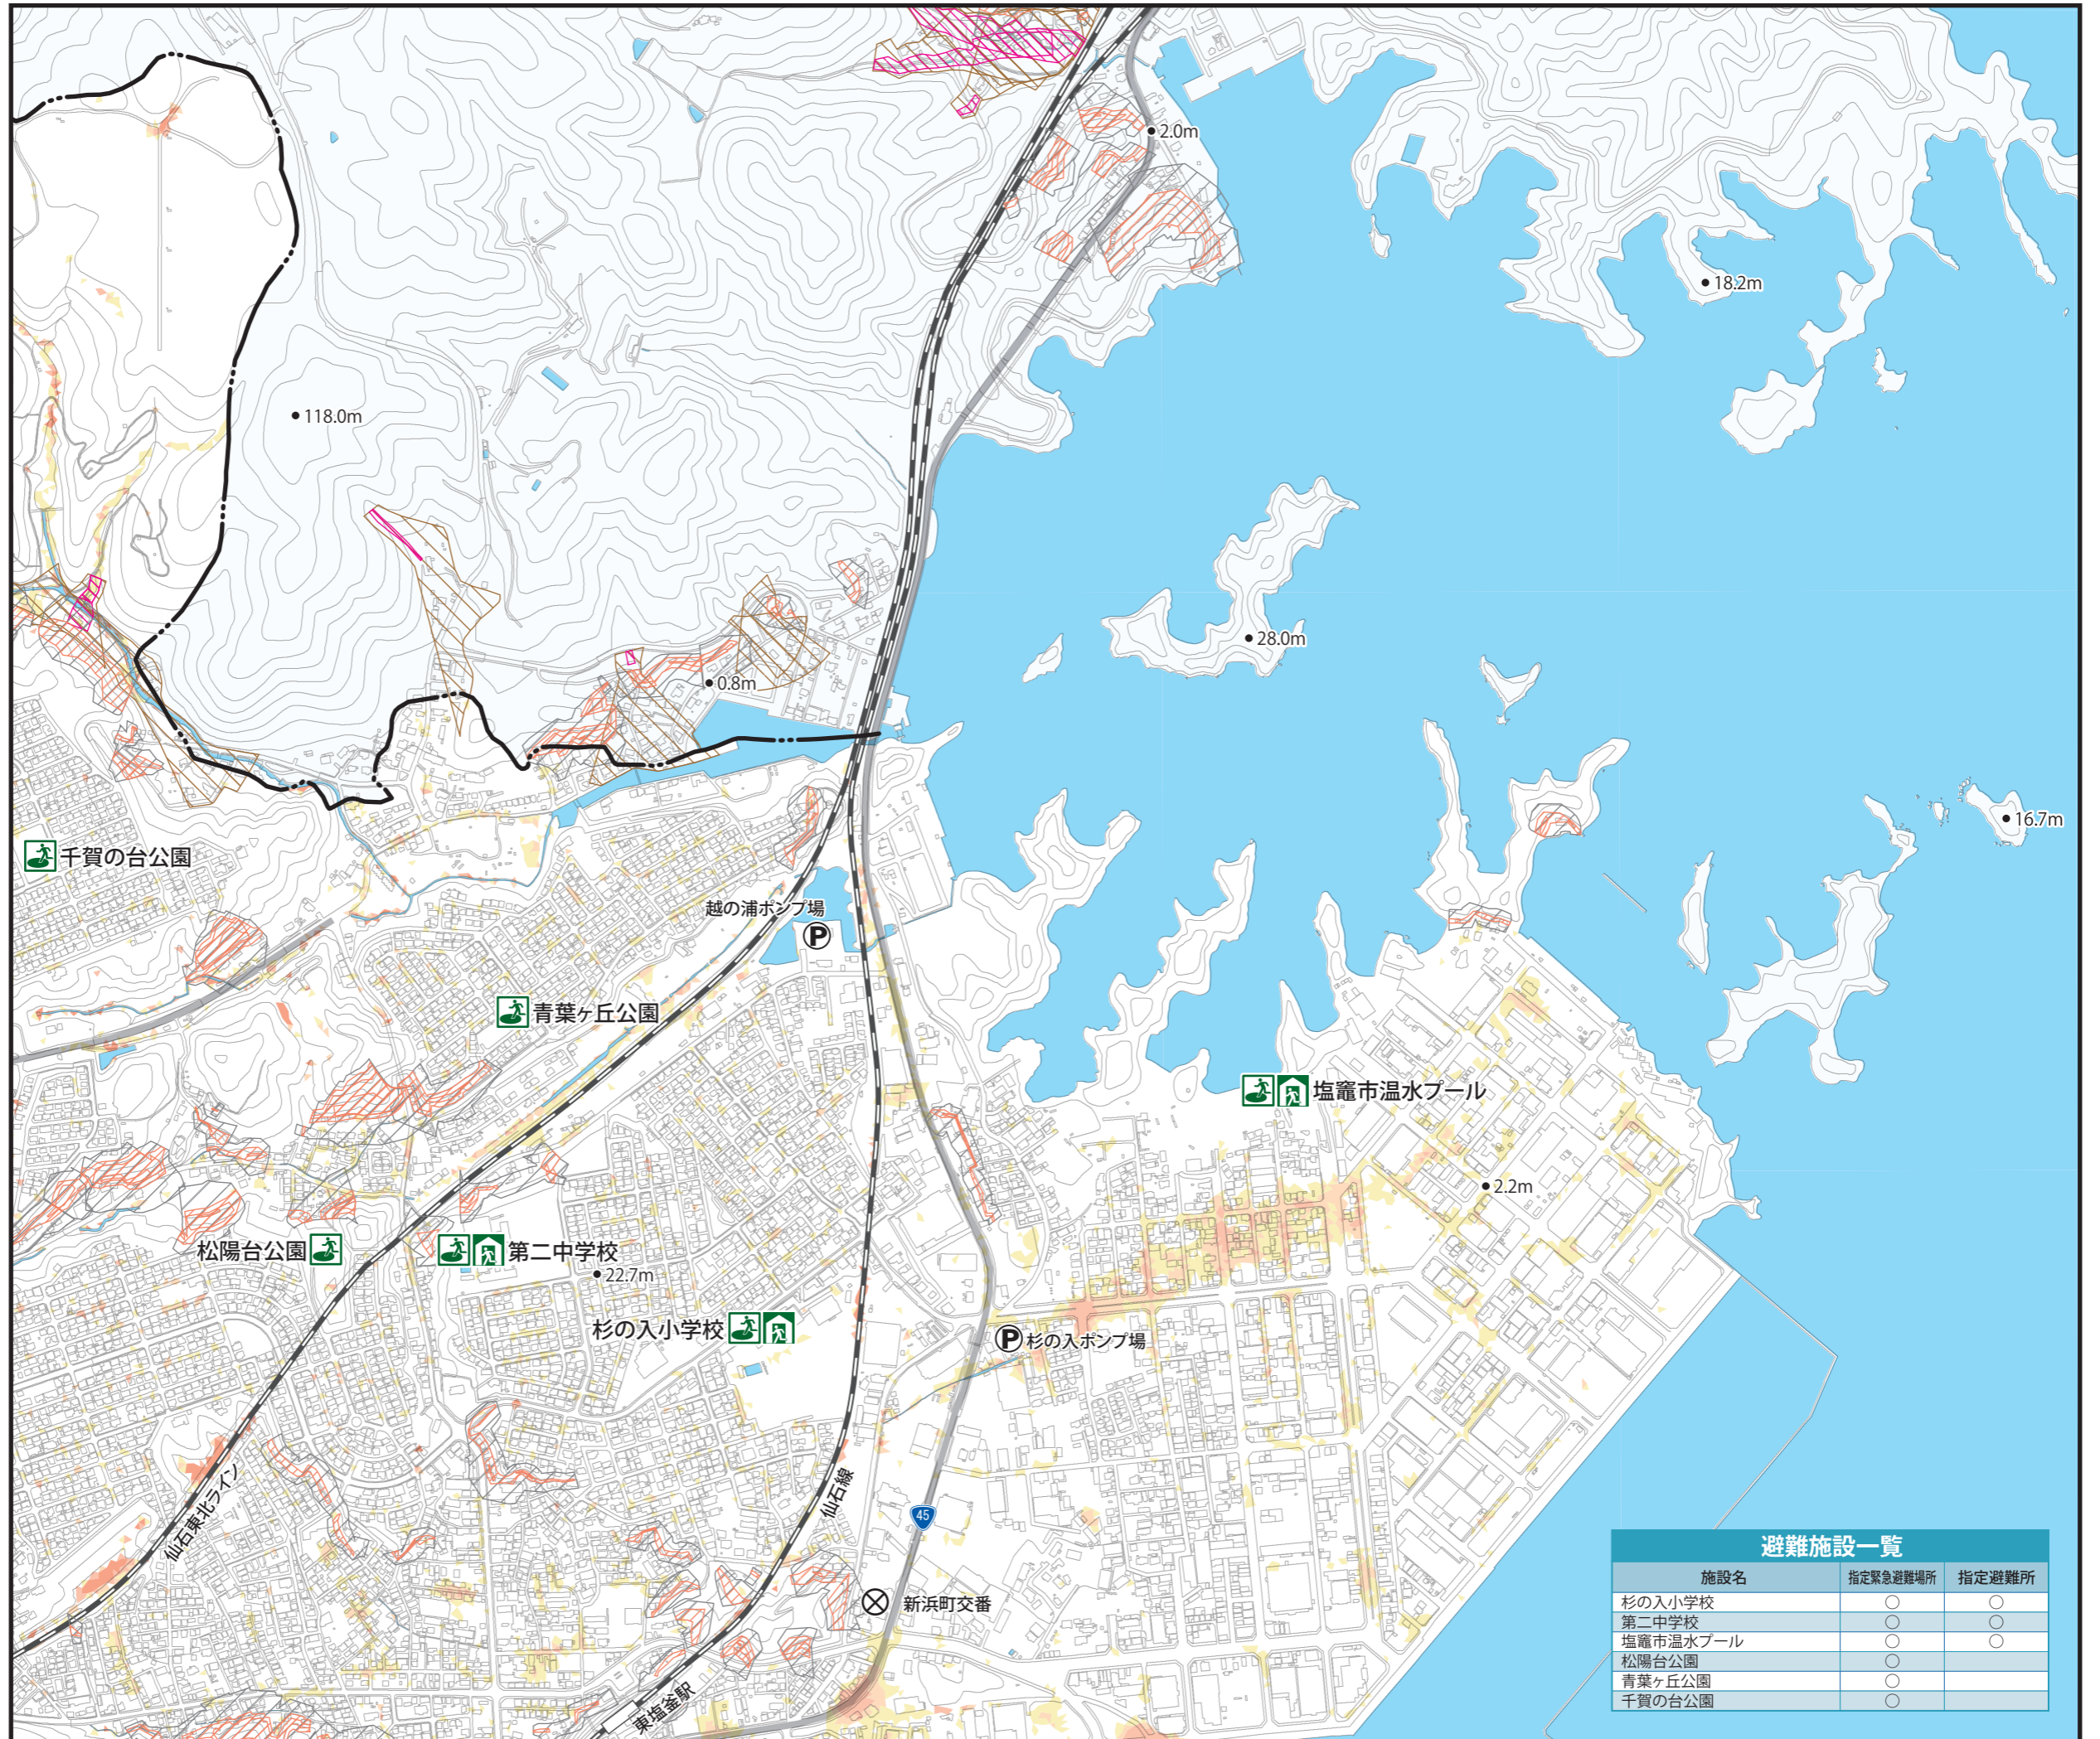 2.0m
18.2m
118.0m
28.0m
0.8m
16.7m
千賀の台公園
越の浦ポンプ場
P
青葉ヶ丘公園
塩竈市温水プール
2.2m
松陽台公園
第二中学校
22.7m
杉の入小学校
P 杉の入ポンプ場
仙石東北ライン
仙石線
45
新浜町交番
東塩釜駅
避難施設一覧
施設名 指定緊急避難場所 指定避難所
杉の入小学校 ○ ○
第二中学校 ○ ○
塩竈市温水プール ○ ○
松陽台公園 ○
青葉ヶ丘公園 ○
千賀の台公園 ○